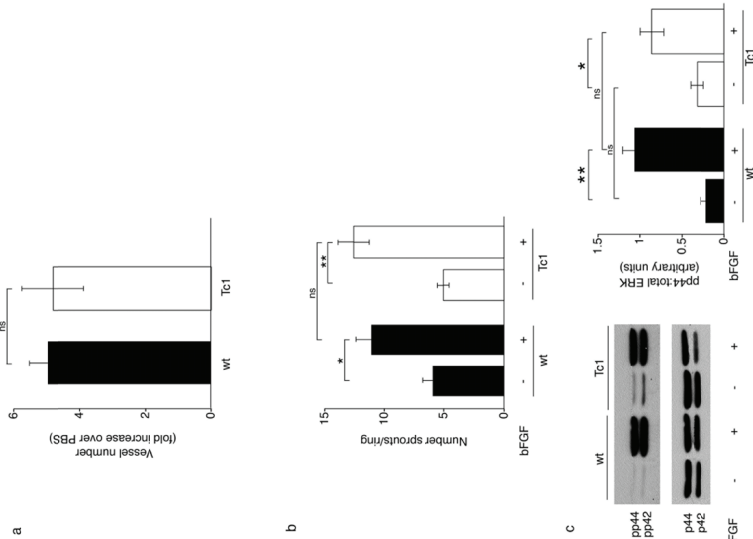 a
Vessel number
(fold increase over PBS)
6
4
2
0
ns
wt
Tc1
b
Number sprouts/ring
15
10
5
0
ns
*
**
bFGF
-
+
-
+
wt
Tc1
c
wt
Tc1
pp44
pp42
p44
p42
FGF
-
+
-
+
pp44:total ERK
(arbitrary units)
1.5
1
0.5
0
**
ns
ns
*
bFGF
-
+
-
+
wt
Tc1